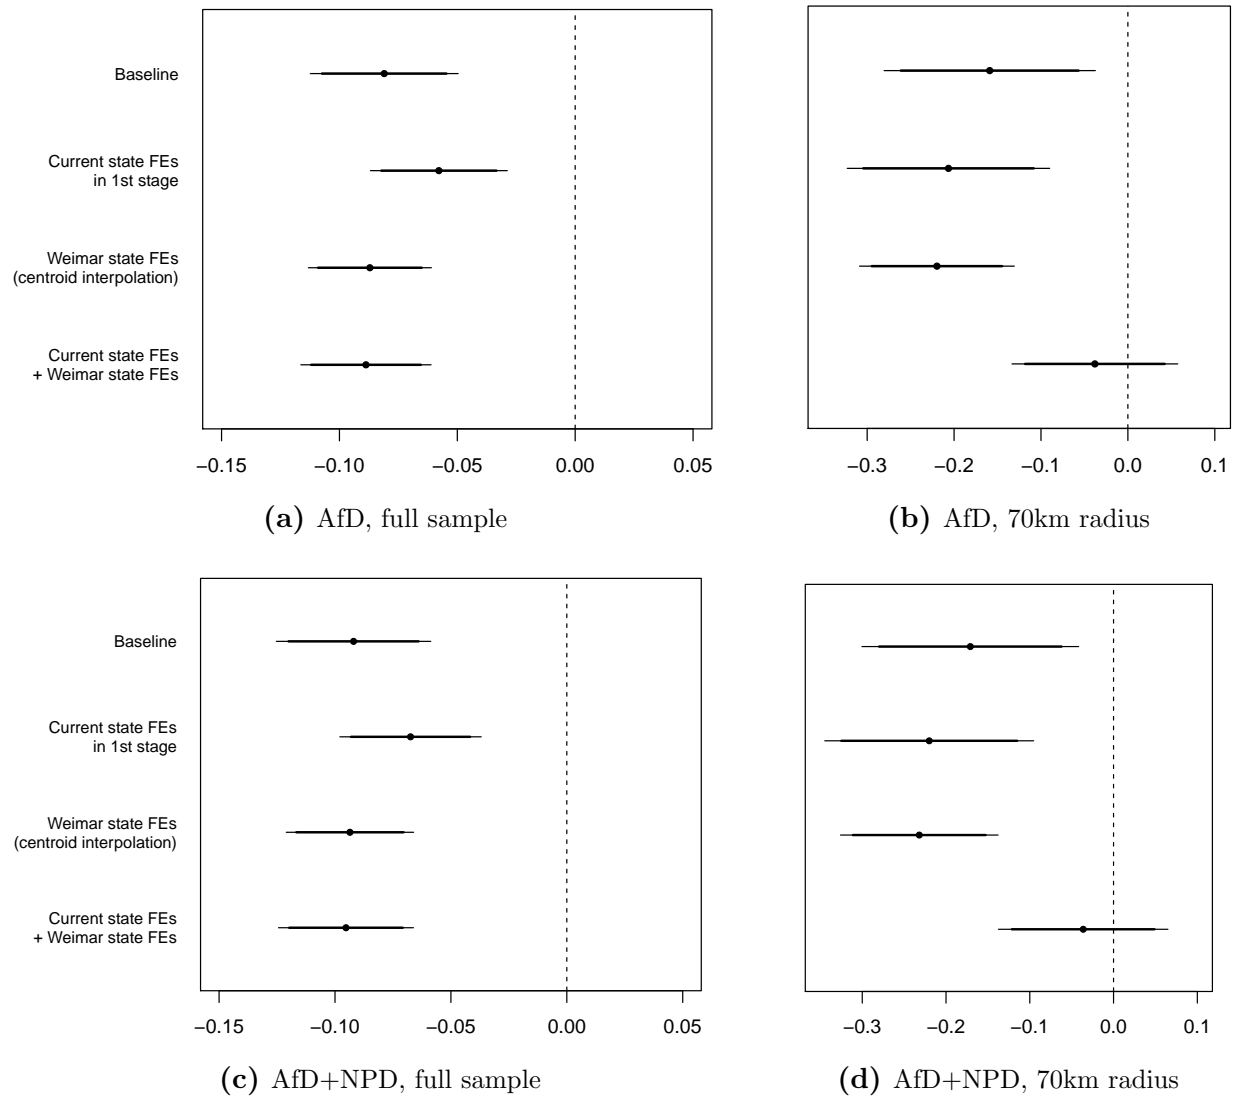 Baseline
Current state FEs
in 1st stage
Weimar state FEs
(centroid interpolation)
Current state FEs
+ Weimar state FEs
−0.15 −0.10 −0.05 0.00 0.05
(a) AfD, full sample
−0.3 −0.2 −0.1 0.0 0.1
(b) AfD, 70km radius
Baseline
Current state FEs
in 1st stage
Weimar state FEs
(centroid interpolation)
Current state FEs
+ Weimar state FEs
−0.15 −0.10 −0.05 0.00 0.05
(c) AfD+NPD, full sample
−0.3 −0.2 −0.1 0.0 0.1
(d) AfD+NPD, 70km radius